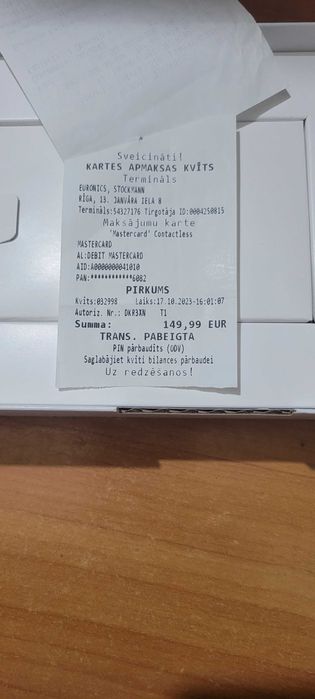 Sveicināti!
KARTES APMAKSAS KVĪTS
Termināls
EURONICS, STOCKMANN
RĪGA, 13. JANVĀRA IELA 8
Termināls:54327176 Tirgotāja ID:0004250815
Maksājumu karte
'Mastercard' Contactless
MASTERCARD
AL:DEBIT MASTERCARD
AID:A0000000041010
PAN:************6082
PIRKUMS
Kvīts:032998 Laiks:17.10.2023-16:01:07
Autoriz. Nr.: DKR3XN T1
Summa: 149,99 EUR
TRANS. PABEIGTA
PIN pārbaudīts (ODV)
Saglabājiet kvīti bilances pārbaudei
Uz redzēšanos!